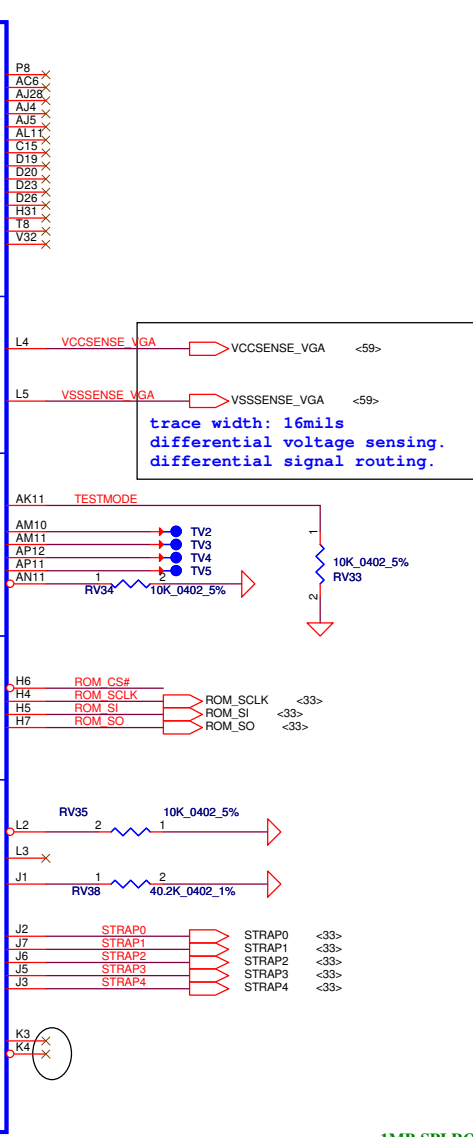 P8
AC6
AJ28
AJ4
AJ5
AL11
C15
D19
D20
D23
D26
H31
T8
V32
L4 VCCSENSE_VGA VCCSENSE_VGA <59>
L5 VSSSENSE_VGA VSSSENSE_VGA <59>
trace width: 16mils
differential voltage sensing.
differential signal routing.
AK11 TESTMODE
AM10 TV2
AM11 TV3
AP12 TV4
AP11 TV5
AN11 1 2
RV34 10K_0402_5%
1
10K_0402_5%
RV33
2
H6 ROM_CS#
H4 ROM_SCLK ROM_SCLK <33>
H5 ROM_SI ROM_SI <33>
H7 ROM_SO ROM_SO <33>
RV35 10K_0402_5%
L2 2 1
L3
J1 1 2
RV38 40.2K_0402_1%
J2 STRAP0 STRAP0 <33>
J7 STRAP1 STRAP1 <33>
J6 STRAP2 STRAP2 <33>
J5 STRAP3 STRAP3 <33>
J3 STRAP4 STRAP4 <33>
K3
K4